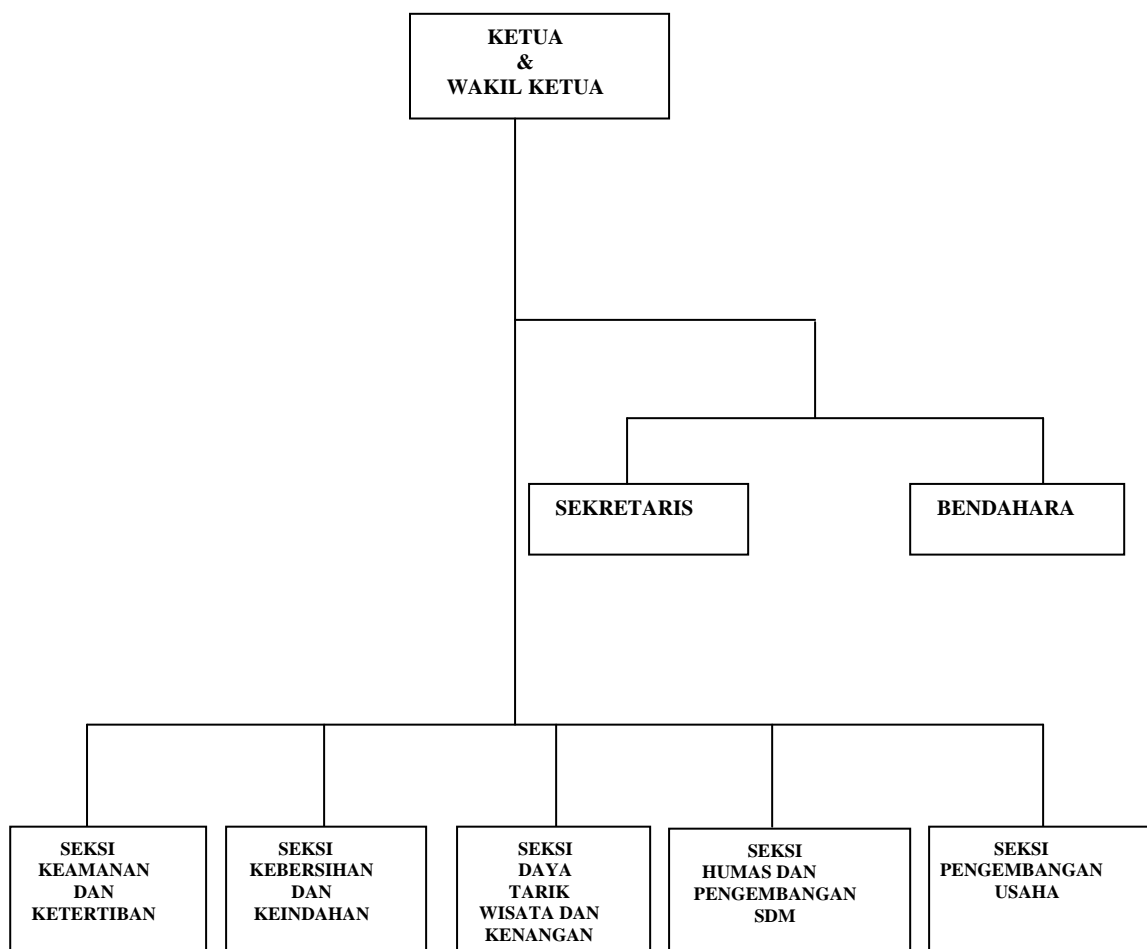 KETUA
&
WAKIL KETUA
SEKRETARIS
BENDAHARA
SEKSI
KEAMANAN
DAN
KETERTIBAN
SEKSI
KEBERSIHAN
DAN
KEINDAHAN
SEKSI
DAYA
TARIK
WISATA DAN
KENANGAN
SEKSI
HUMAS DAN
PENGEMBANGAN
SDM
SEKSI
PENGEMBANGAN
USAHA